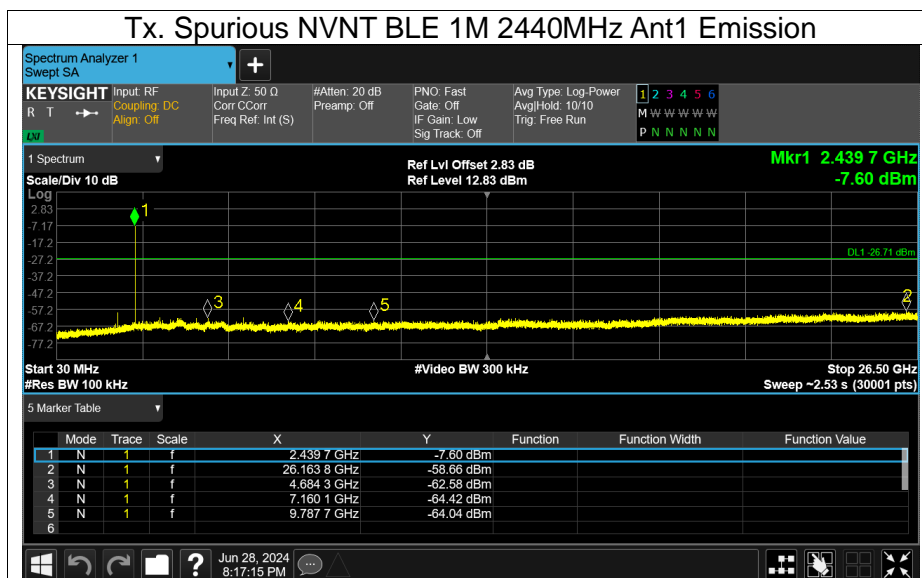 Tx. Spurious NVNT BLE 1M 2440MHz Ant1 Emission
Spectrum Analyzer 1
Swept SA
+
KEYSIGHT
R T
LXI
Input: RF
Coupling: DC
Align: Off
Input Z: 50 Ω
Corr CCorr
Freq Ref: Int (S)
#Atten: 20 dB
Preamp: Off
PNO: Fast
Gate: Off
IF Gain: Low
Sig Track: Off
Avg Type: Log-Power
Avg|Hold: 10/10
Trig: Free Run
1 2 3 4 5 6
M W W W W W
P N N N N N
1 Spectrum
Scale/Div 10 dB
Ref Lvl Offset 2.83 dB
Ref Level 12.83 dBm
Mkr1 2.439 7 GHz
-7.60 dBm
Log
2.83
-7.17
-17.2
-27.2
-37.2
-47.2
-57.2
-67.2
-77.2
1
DL1 -26.71 dBm
3
4
5
2
Start 30 MHz
#Res BW 100 kHz
#Video BW 300 kHz
Stop 26.50 GHz
Sweep ~2.53 s (30001 pts)
5 Marker Table
Mode Trace Scale X Y Function Function Width Function Value
1 N 1 f 2.439 7 GHz -7.60 dBm
2 N 1 f 26.163 8 GHz -58.66 dBm
3 N 1 f 4.684 3 GHz -62.58 dBm
4 N 1 f 7.160 1 GHz -64.42 dBm
5 N 1 f 9.787 7 GHz -64.04 dBm
6
?
Jun 28, 2024
8:17:15 PM